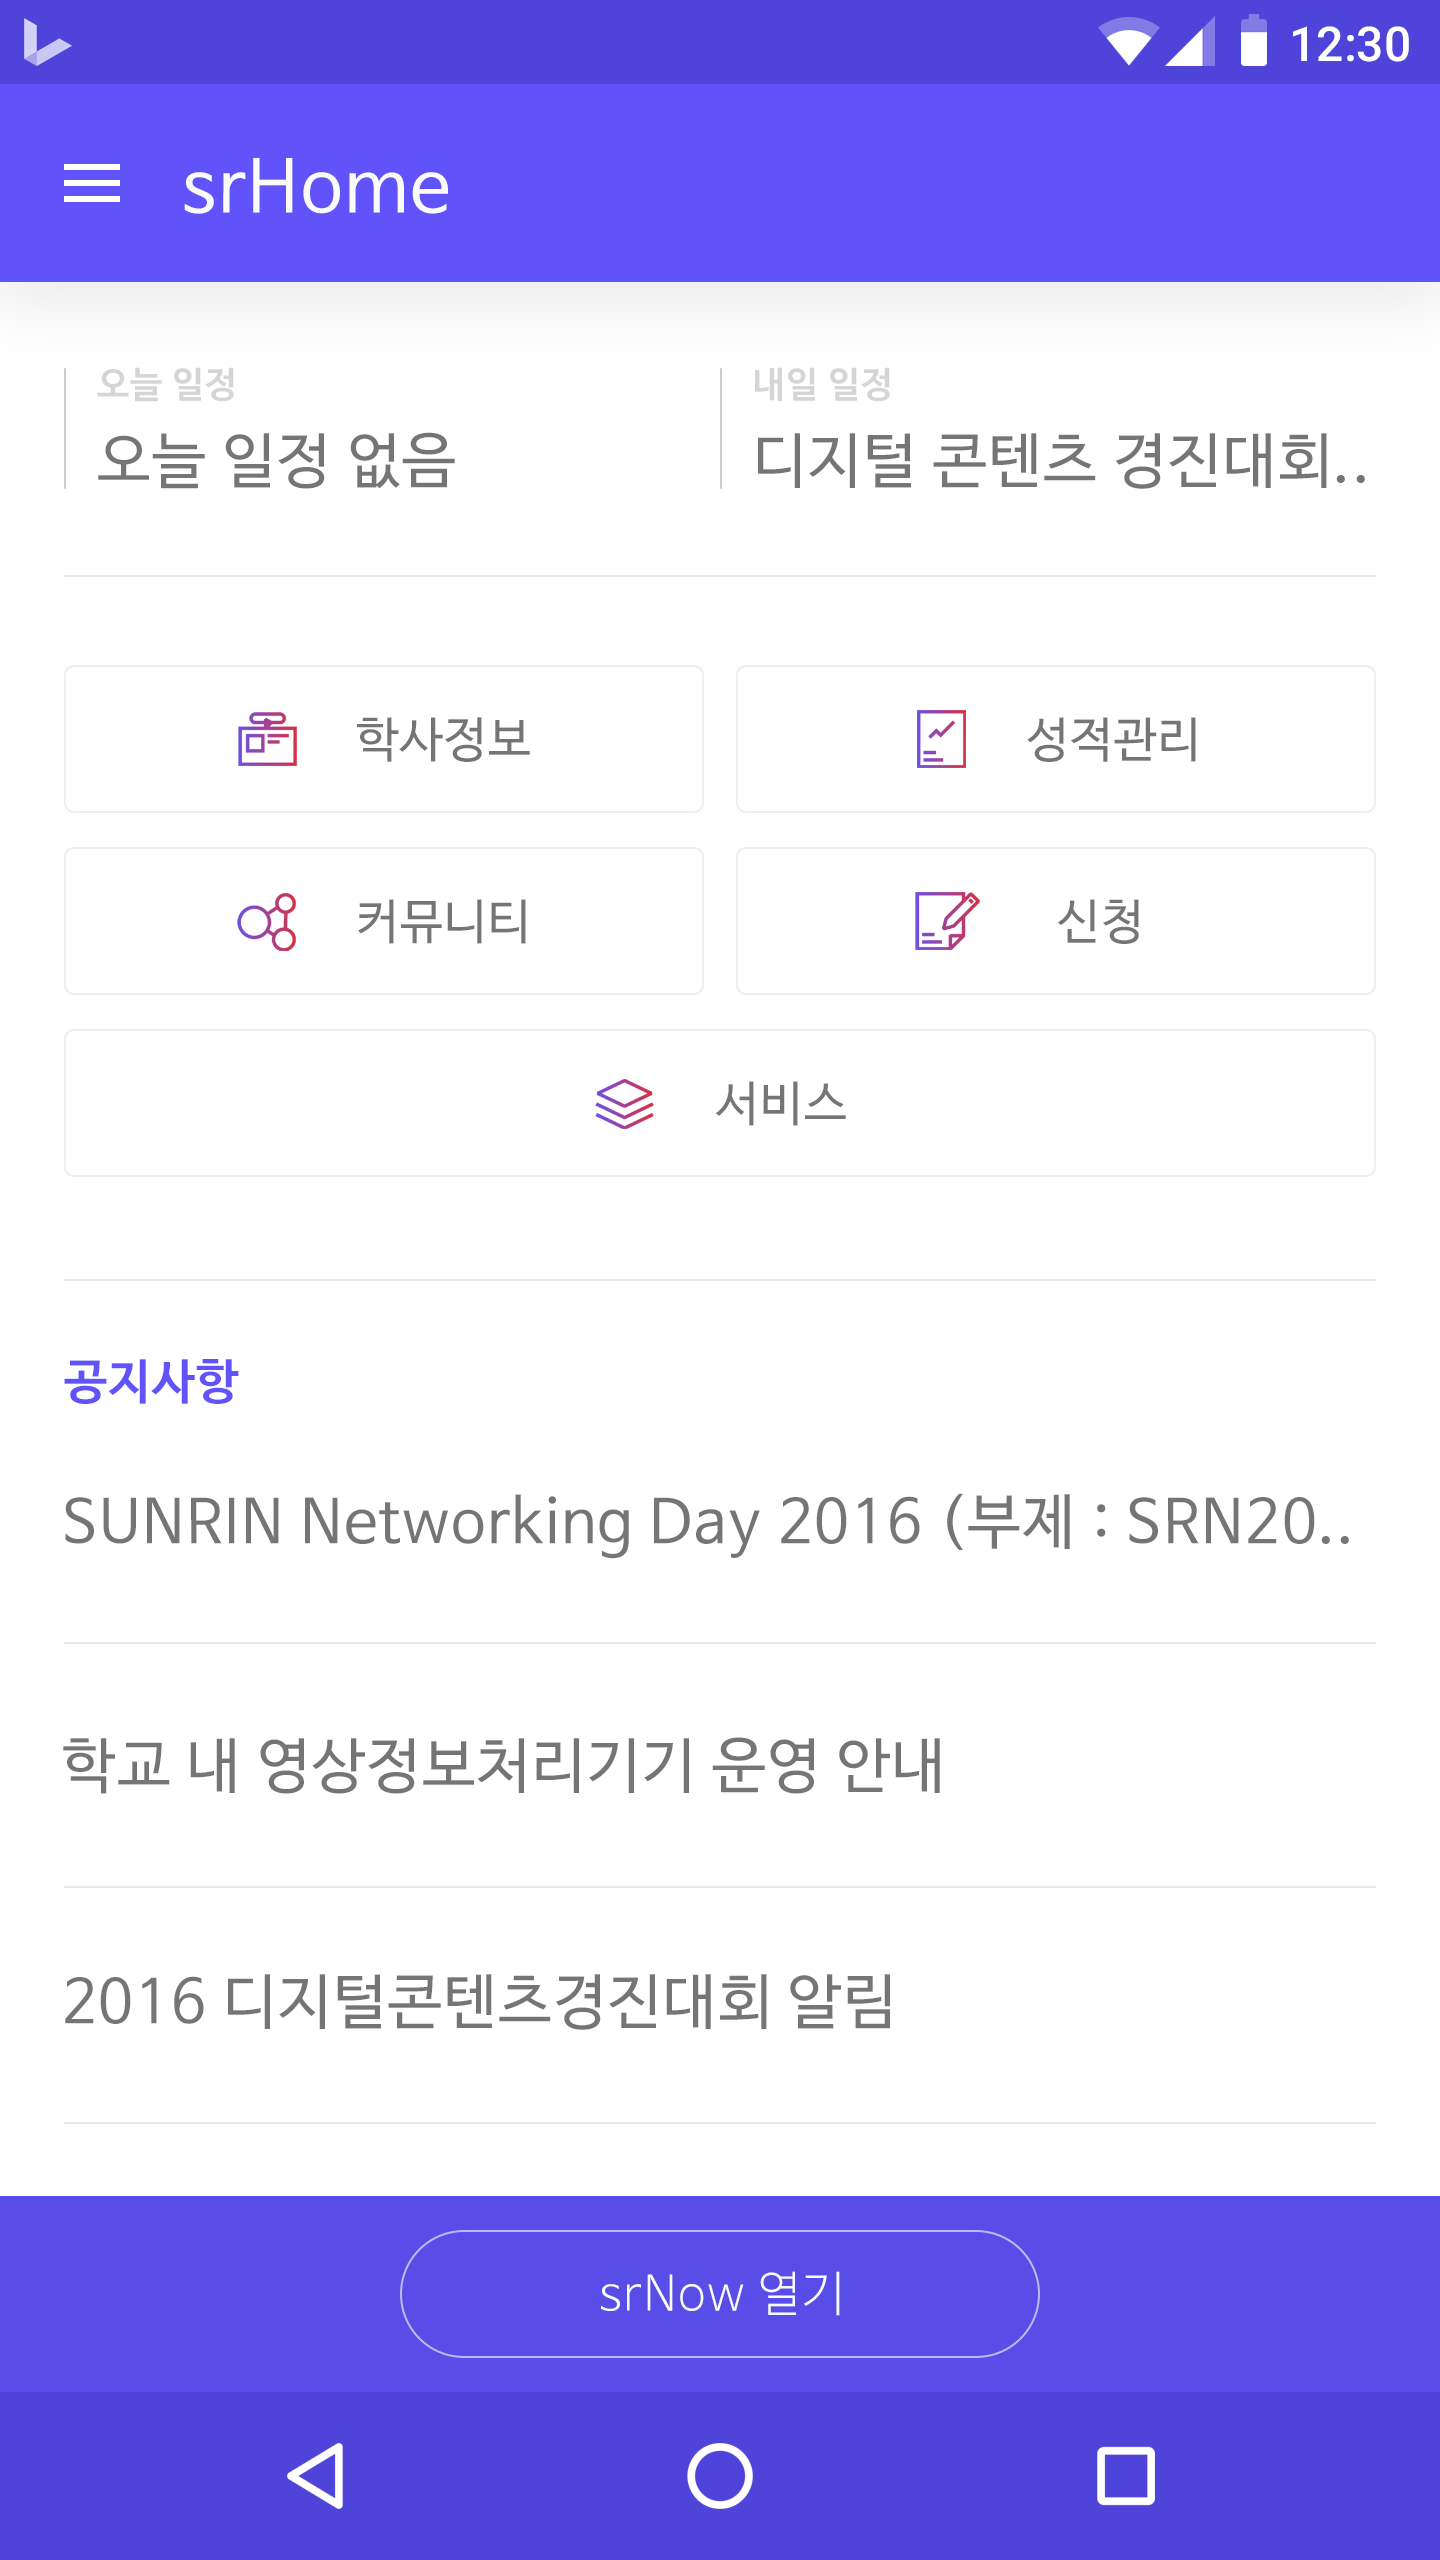 12:30
srHome
오늘 일정
내일 일정
오늘 일정 없음
디지털 콘텐츠 경진대회..
학사정보
성적관리
커뮤니티
신청
서비스
공지사항
SUNRIN Networking Day 2016 (부제 : SRN20..
학교 내 영상정보처리기기 운영 안내
2016 디지털콘텐츠경진대회 알림
srNow 열기